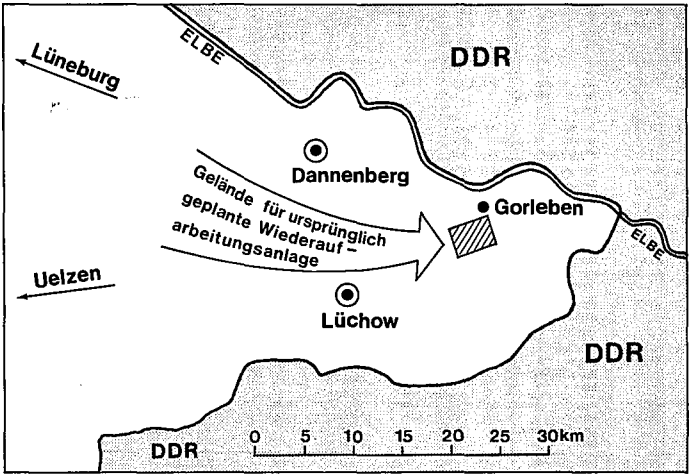 ELBE
DDR
Lüneburg
Dannenberg
Gelände für ursprünglich
geplante Wiederauf–
arbeitungsanlage
Gorleben
ELBE
Uelzen
Lüchow
DDR
DDR
0 5 10 15 20 25 30km